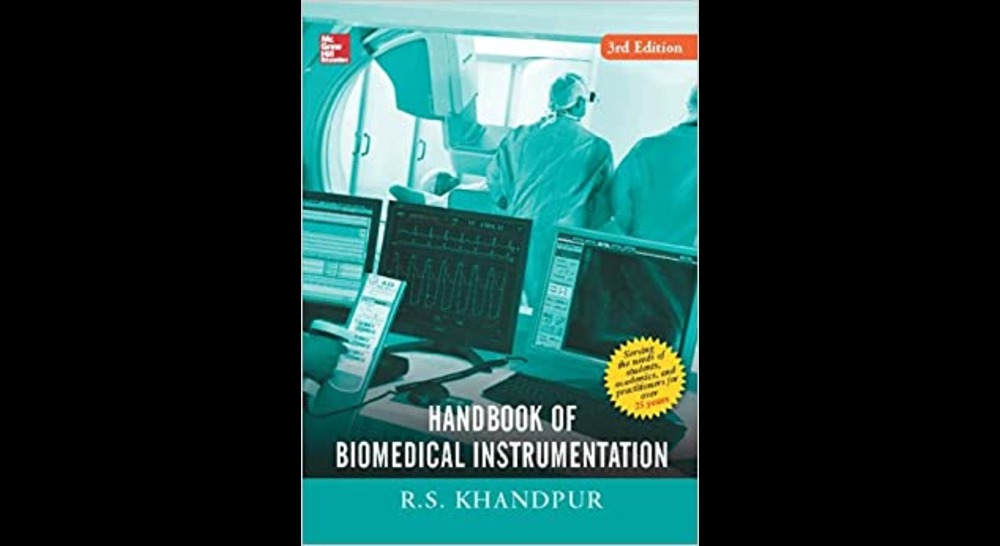 Mc
Graw
Hill
Education
3rd Edition
Serving
the needs of
students,
academics, and
practitioners for
over
25 years
HANDBOOK OF
BIOMEDICAL INSTRUMENTATION
R.S. KHANDPUR